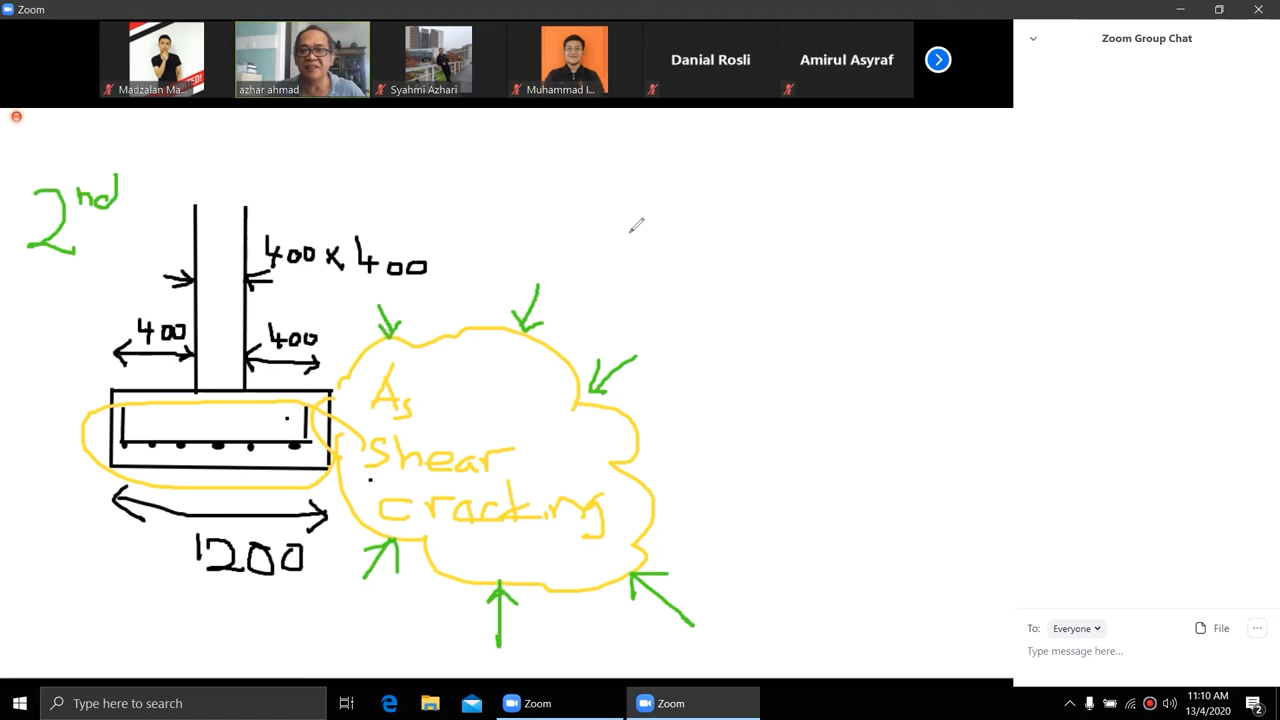 Zoom
Madzalan Ma...
azhar ahmad
Syahmi Azhari
Muhammad I...
Danial Rosli
Amirul Asyraf
Zoom Group Chat
2nd
400 x 400
400
400
As
Shear
cracking
1200
To: Everyone
File
Type message here...
Type here to search
Zoom
Zoom
11:10 AM
13/4/2020
2